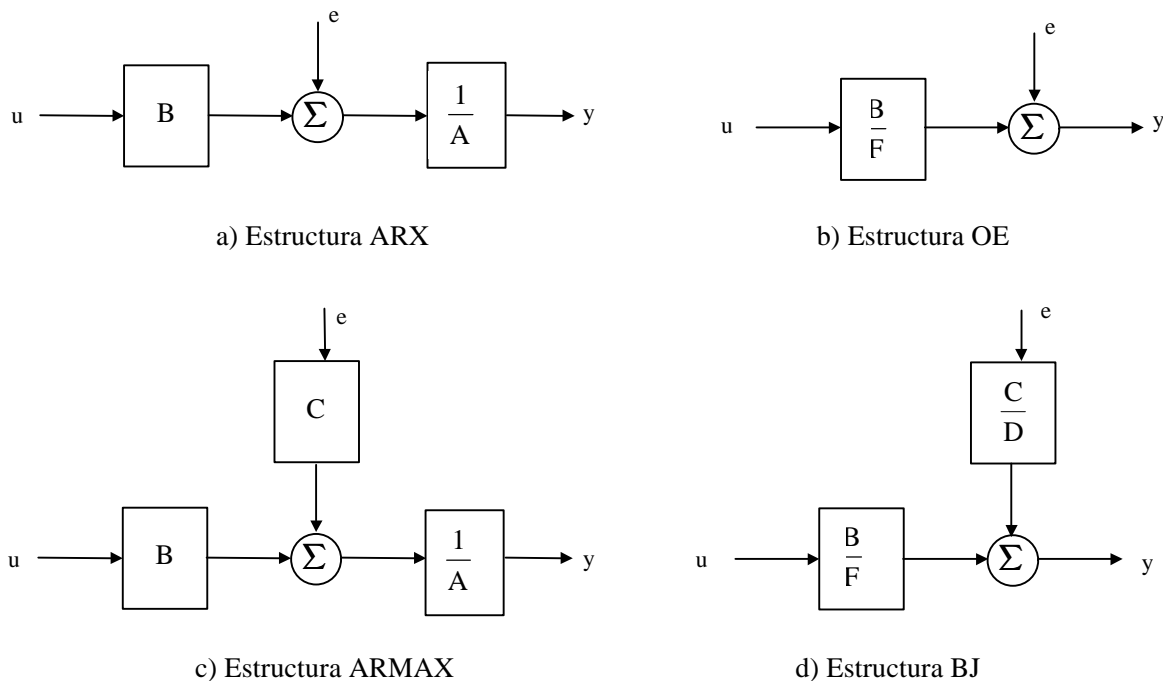 e
u
B
Σ
1
A
y
a) Estructura ARX
e
u
B
F
Σ
y
b) Estructura OE
e
C
u
B
Σ
1
A
y
c) Estructura ARMAX
e
C
D
u
B
F
Σ
y
d) Estructura BJ